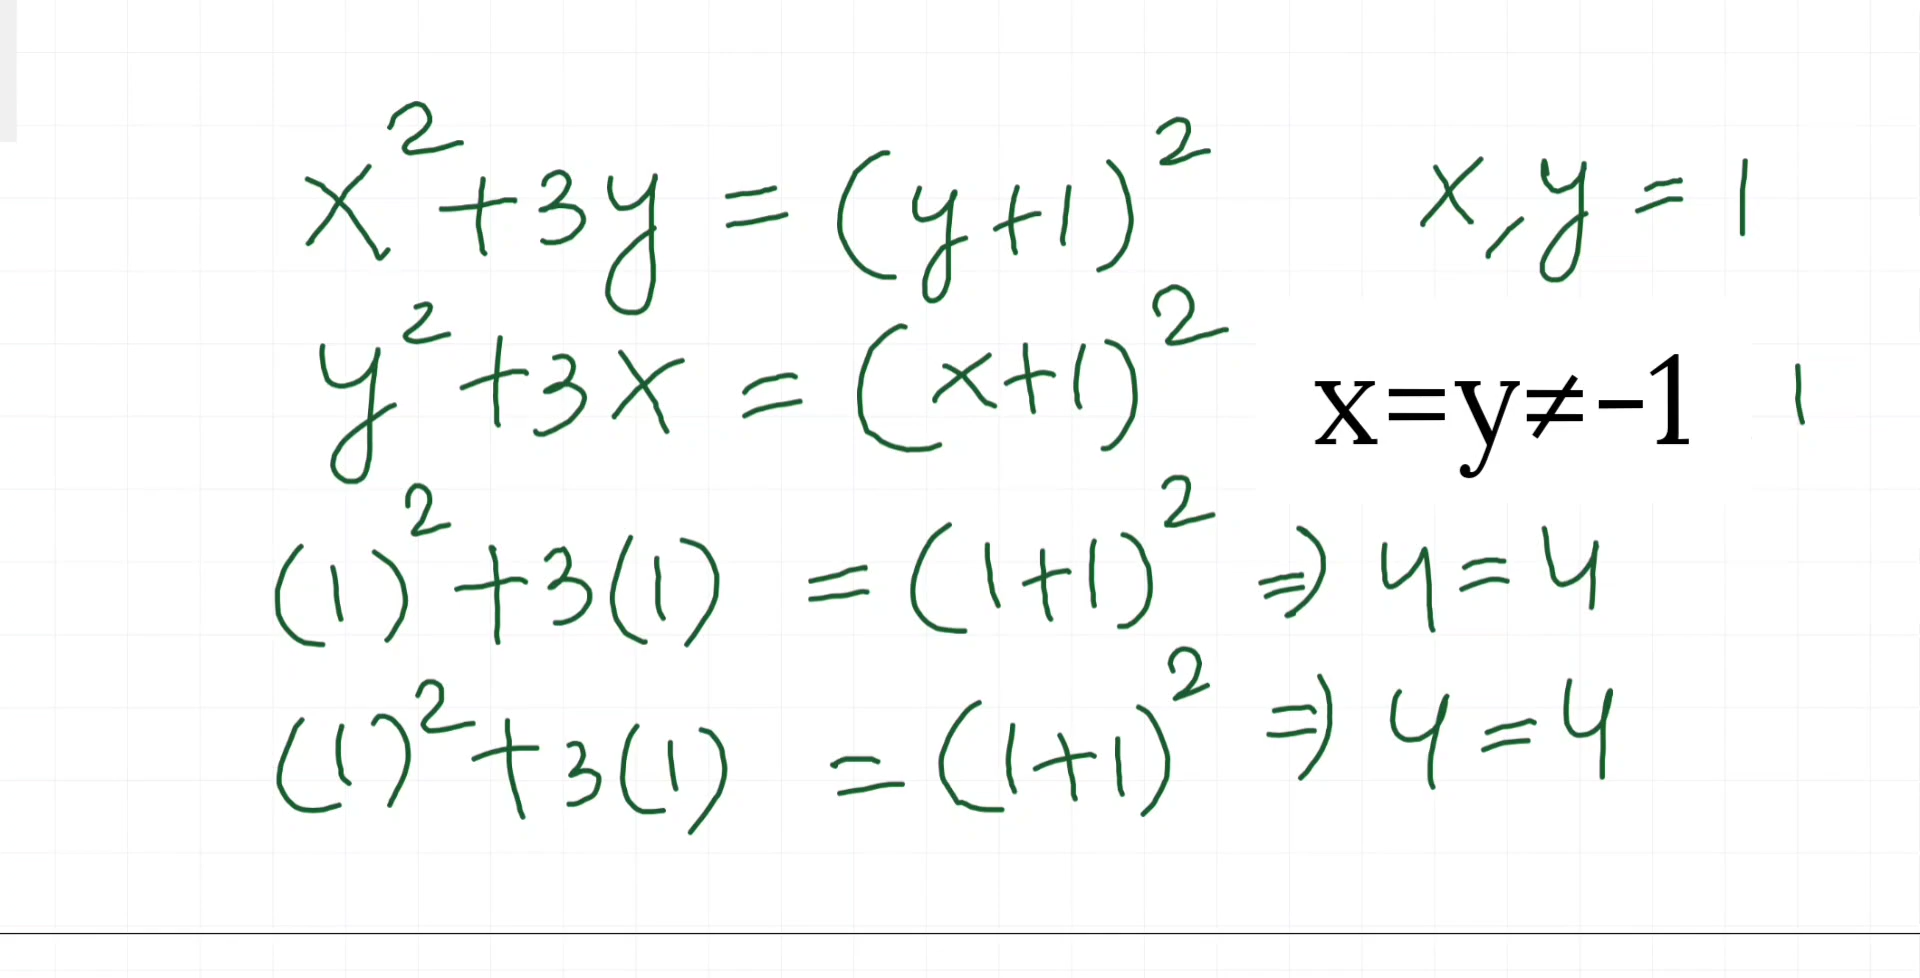 x²+3y = (y+1)² x,y = 1
y²+3x = (x+1)² x=y≠-1 1
(1)²+3(1) = (1+1)² ⇒ 4=4
(1)²+3(1) = (1+1)² ⇒ 4=4